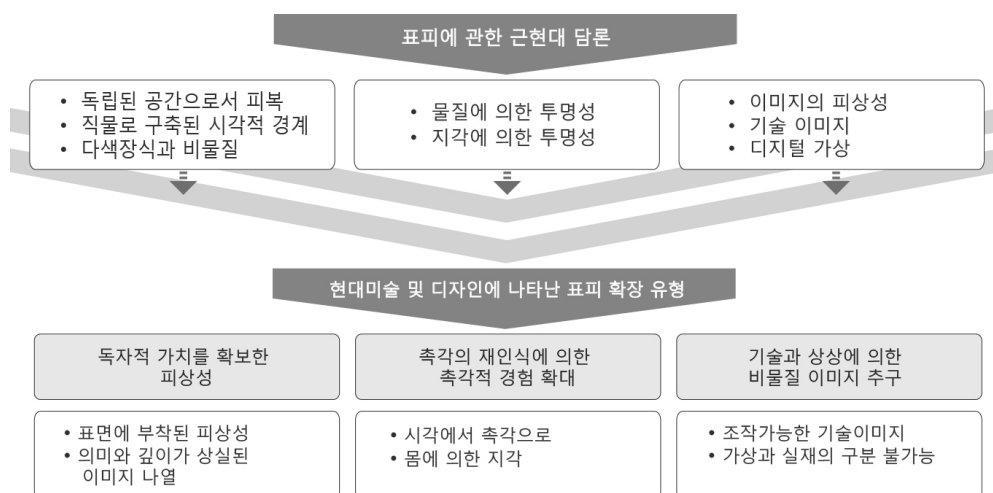 표피에 관한 근현대 담론
• 독립된 공간으로서 피복
• 직물로 구축된 시각적 경계
• 다색장식과 비물질
• 물질에 의한 투명성
• 지각에 의한 투명성
• 이미지의 피상성
• 기술 이미지
• 디지털 가상
현대미술 및 디자인에 나타난 표피 확장 유형
독자적 가치를 확보한
피상성
촉각의 재인식에 의한
촉각적 경험 확대
기술과 상상에 의한
비물질 이미지 추구
• 표면에 부착된 피상성
• 의미와 깊이가 상실된
이미지 나열
• 시각에서 촉각으로
• 몸에 의한 지각
• 조작가능한 기술이미지
• 가상과 실재의 구분 불가능